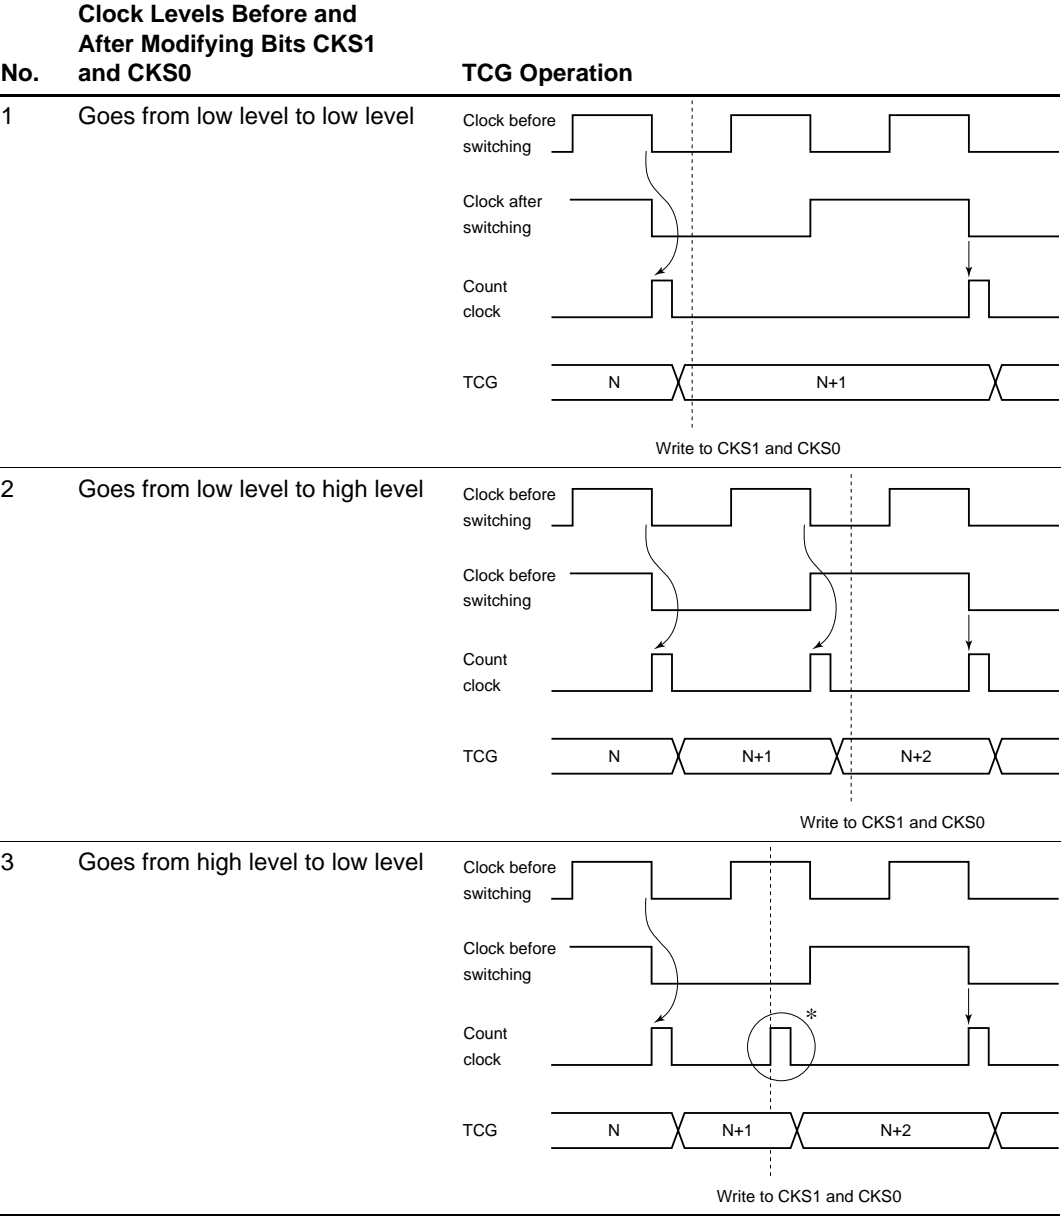 Clock Levels Before and
After Modifying Bits CKS1
No. and CKS0 TCG Operation
1 Goes from low level to low level
Clock before
switching
Clock after
switching
Count
clock
TCG N N+1
Write to CKS1 and CKS0
2 Goes from low level to high level
Clock before
switching
Clock before
switching
Count
clock
TCG N N+1 N+2
Write to CKS1 and CKS0
3 Goes from high level to low level
Clock before
switching
Clock before
switching
*
Count
clock
TCG N N+1 N+2
Write to CKS1 and CKS0